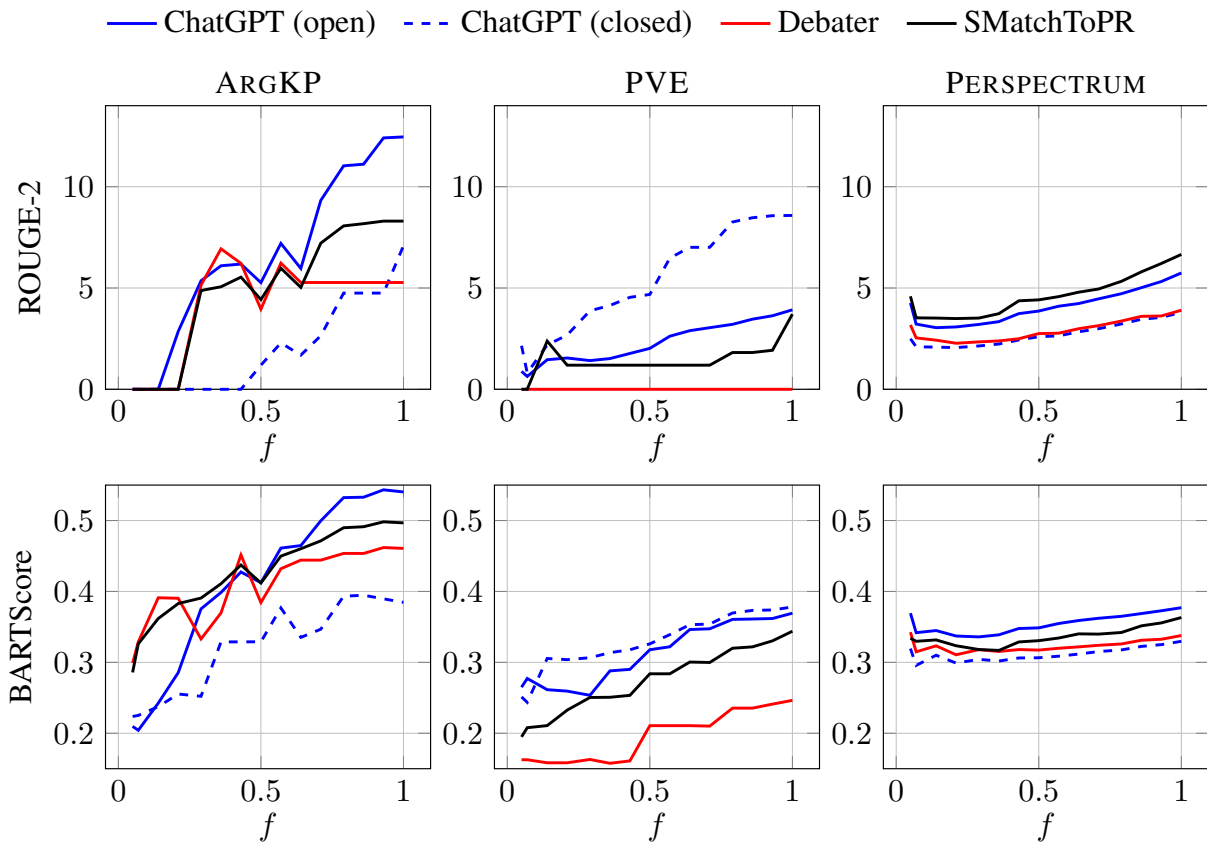 ChatGPT (open) ChatGPT (closed) Debater SMatchToPR
ARGKP PVE PERSPECTRUM
ROUGE-2
10 10 10
5 5 5
0 0 0
0 0.5 1 0 0.5 1 0 0.5 1
f f f
BARTScore
0.5 0.5 0.5
0.4 0.4 0.4
0.3 0.3 0.3
0.2 0.2 0.2
0 0.5 1 0 0.5 1 0 0.5 1
f f f